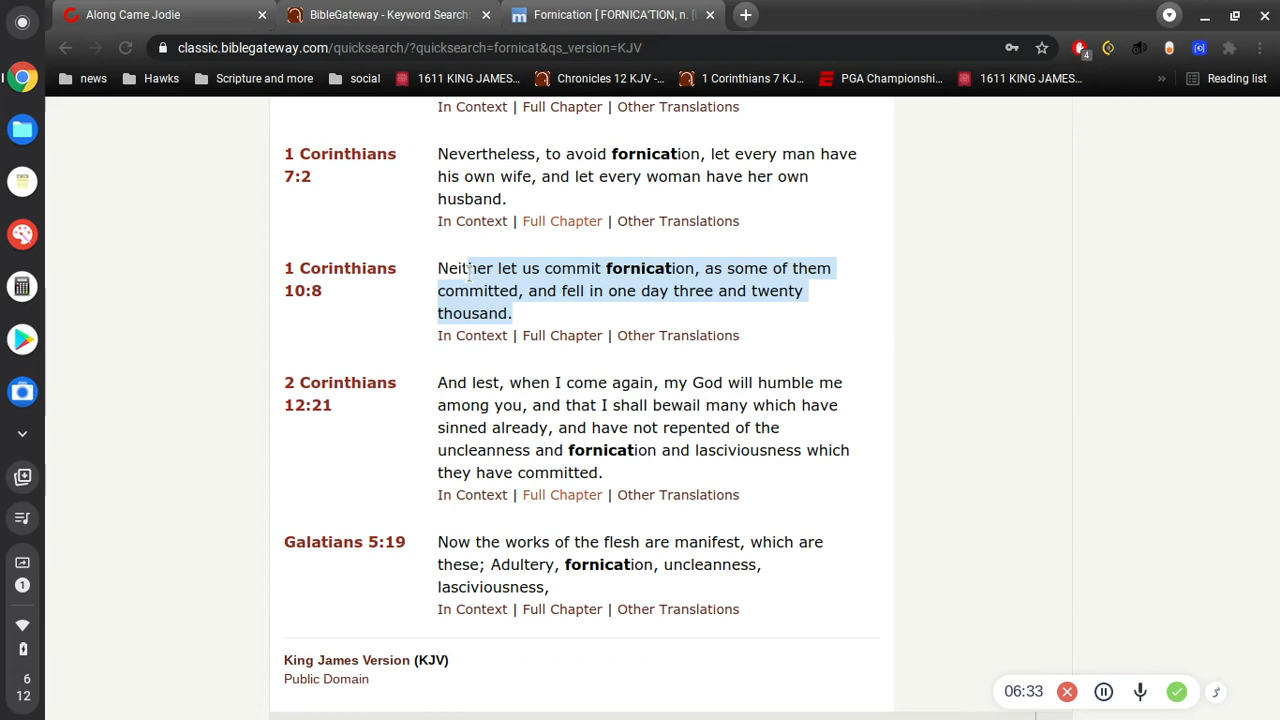 Along Came Jodie
BibleGateway - Keyword Search:
Fornication [ FORNICA'TION, n. [
classic.biblegateway.com/quicksearch/?quicksearch=fornicat&qs_version=KJV
4
news
Hawks
Scripture and more
social
1611 KING JAMES...
Chronicles 12 KJV -...
1 Corinthians 7 KJ...
PGA Championshi...
1611 KING JAMES...
»
Reading list
In Context | Full Chapter | Other Translations
1 Corinthians 7:2
Nevertheless, to avoid fornication, let every man have
his own wife, and let every woman have her own
husband.
In Context | Full Chapter | Other Translations
1 Corinthians 10:8
Neither let us commit fornication, as some of them
committed, and fell in one day three and twenty
thousand.
In Context | Full Chapter | Other Translations
2 Corinthians 12:21
And lest, when I come again, my God will humble me
among you, and that I shall bewail many which have
sinned already, and have not repented of the
uncleanness and fornication and lasciviousness which
they have committed.
In Context | Full Chapter | Other Translations
Galatians 5:19
Now the works of the flesh are manifest, which are
these; Adultery, fornication, uncleanness,
lasciviousness,
In Context | Full Chapter | Other Translations
King James Version (KJV)
Public Domain
1
6
12
06:33